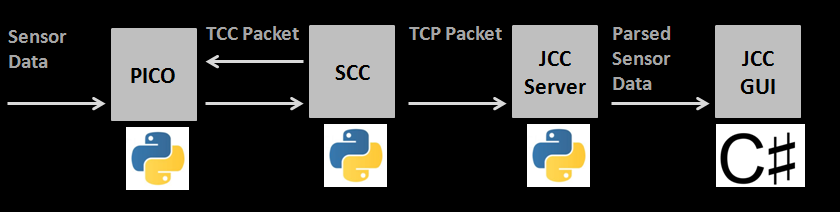 Sensor
Data
PICO
TCC Packet
SCC
TCP Packet
JCC
Server
Parsed
Sensor
Data
JCC
GUI
C#